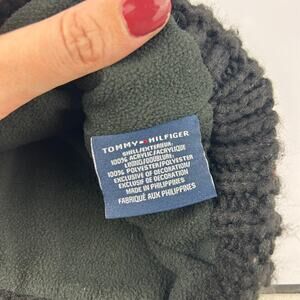 TOMMY HILFIGER
SHELL/EXTERIEUR:
100% ACRYLIC/ACRYLIQUE
LINING/DOUBLURE:
100% POLYESTER/POLYESTER
EXCLUSIVE OF DECORATION/
EXCLUSIF DE DECORATION
MADE IN PHILIPPINES
FABRIQUÉ AUX PHILIPPINES